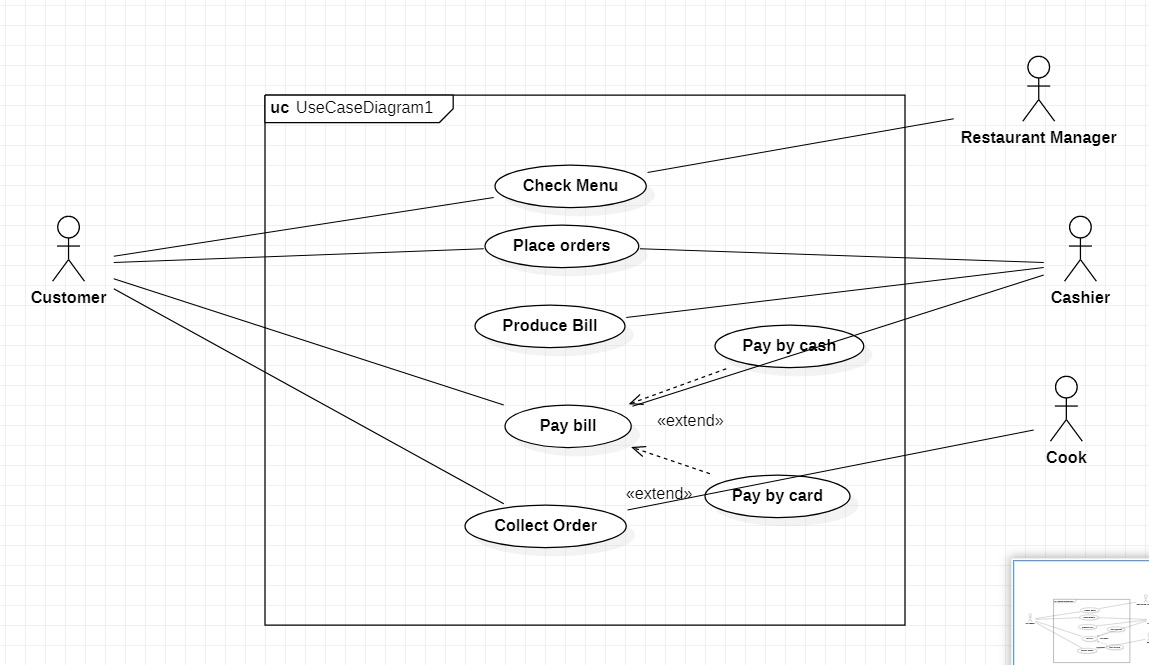 uc UseCaseDiagram1
Restaurant Manager
Check Menu
Place orders
Customer
Cashier
Produce Bill
Pay by cash
Pay bill
«extend»
Cook
«extend»
Pay by card
Collect Order